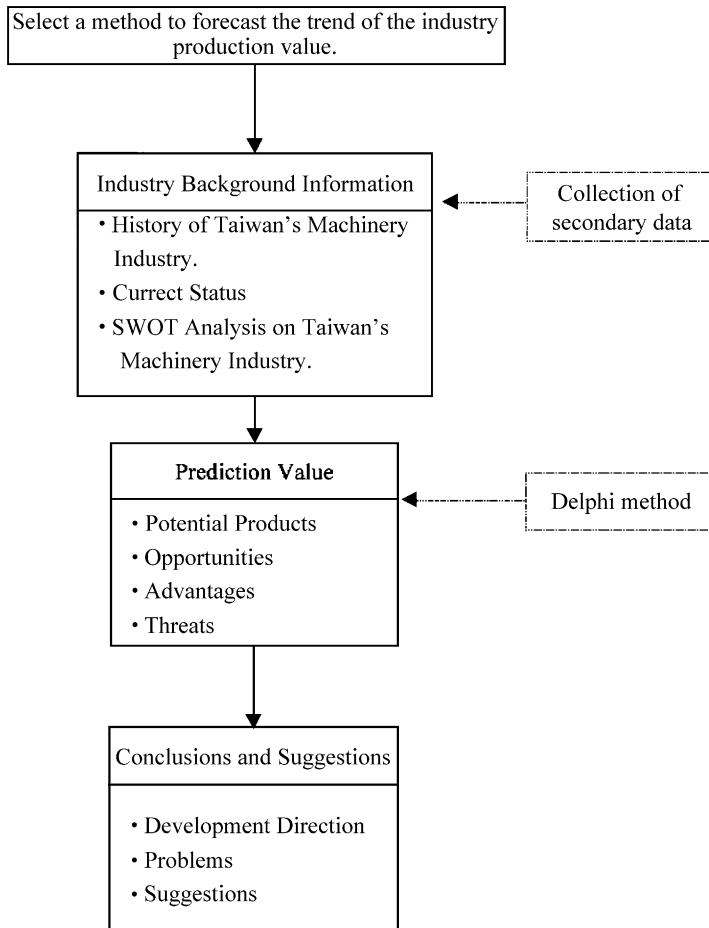 Select a method to forecast the trend of the industry
production value.
Industry Background Information
• History of Taiwan’s Machinery
Industry.
• Currect Status
• SWOT Analysis on Taiwan’s
Machinery Industry.
Collection of
secondary data
Prediction Value
• Potential Products
• Opportunities
• Advantages
• Threats
Delphi method
Conclusions and Suggestions
• Development Direction
• Problems
• Suggestions